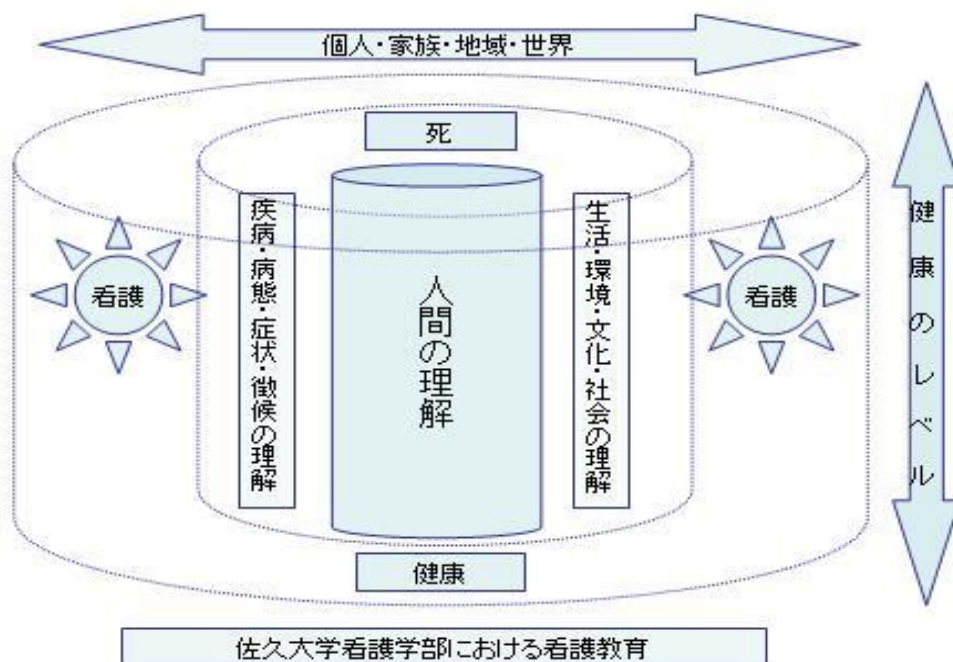 個人・家族・地域・世界
死
疾病・病態・症状・徴候の理解
人間の理解
生活・環境・文化・社会の理解
看護
看護
健康のレベル
健康
佐久大学看護学部における看護教育